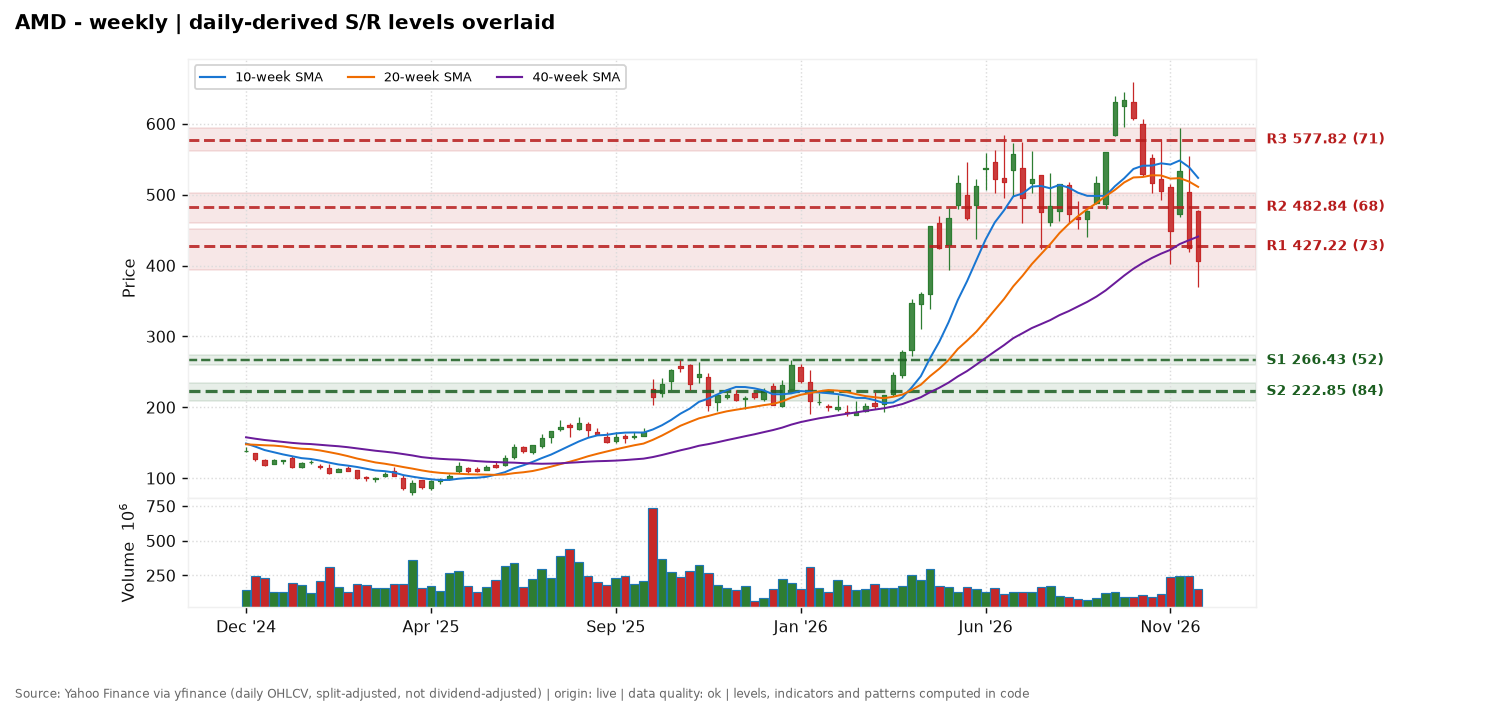 AMD - weekly | daily-derived S/R levels overlaid
10-week SMA 20-week SMA 40-week SMA
Price
600
500
400
300
200
100
R3 577.82 (71)
R2 482.84 (68)
R1 427.22 (73)
S1 266.43 (52)
S2 222.85 (84)
Volume 10⁶
750
500
250
Dec '24 Apr '25 Sep '25 Jan '26 Jun '26 Nov '26
Source: Yahoo Finance via yfinance (daily OHLCV, split-adjusted, not dividend-adjusted) | origin: live | data quality: ok | levels, indicators and patterns computed in code